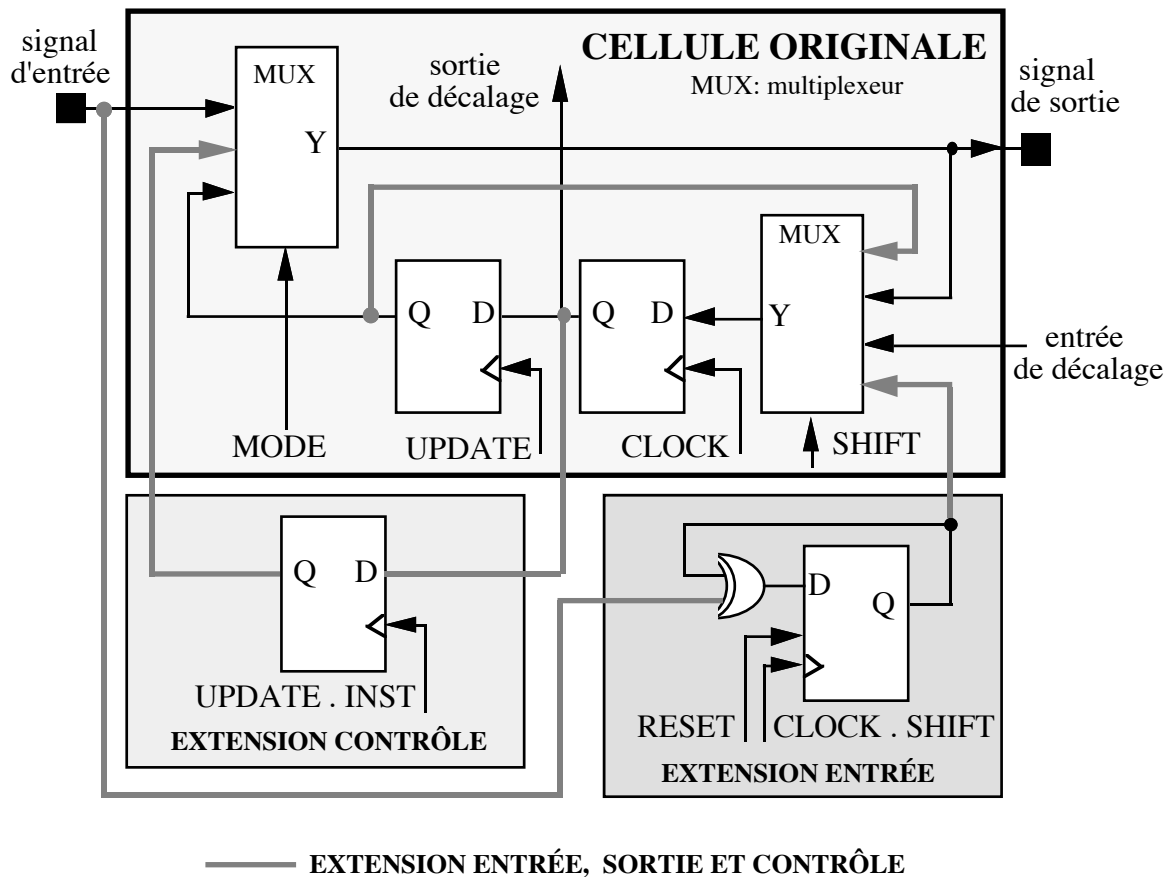 signal
d'entrée
MUX
Y
sortie
de décalage
CELLULE ORIGINALE
MUX: multiplexeur
signal
de sortie
MUX
Y
Q D
Q D
entrée
de décalage
MODE
UPDATE
CLOCK
SHIFT
Q D
UPDATE . INST
EXTENSION CONTRÔLE
D
Q
RESET
CLOCK . SHIFT
EXTENSION ENTRÉE
EXTENSION ENTRÉE, SORTIE ET CONTRÔLE